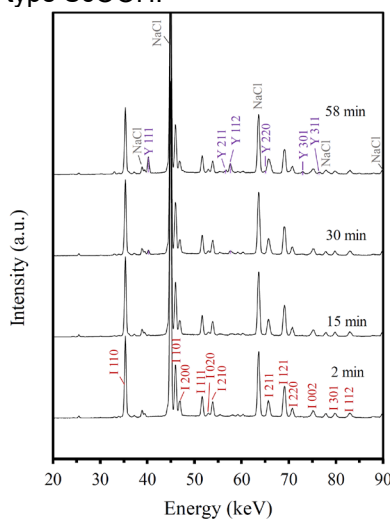 type ScOOH.
NaCl
NaCl
58 min
NaCl
Y 111
Y 211
Y 112
Y 220
Y 301
Y 311
NaCl
NaCl
30 min
15 min
2 min
I 110
I 101
I 200
I 111
I 020
I 210
I 211
I 121
I 220
I 002
I 301
I 112
Intensity (a.u.)
20 30 40 50 60 70 80 90
Energy (keV)